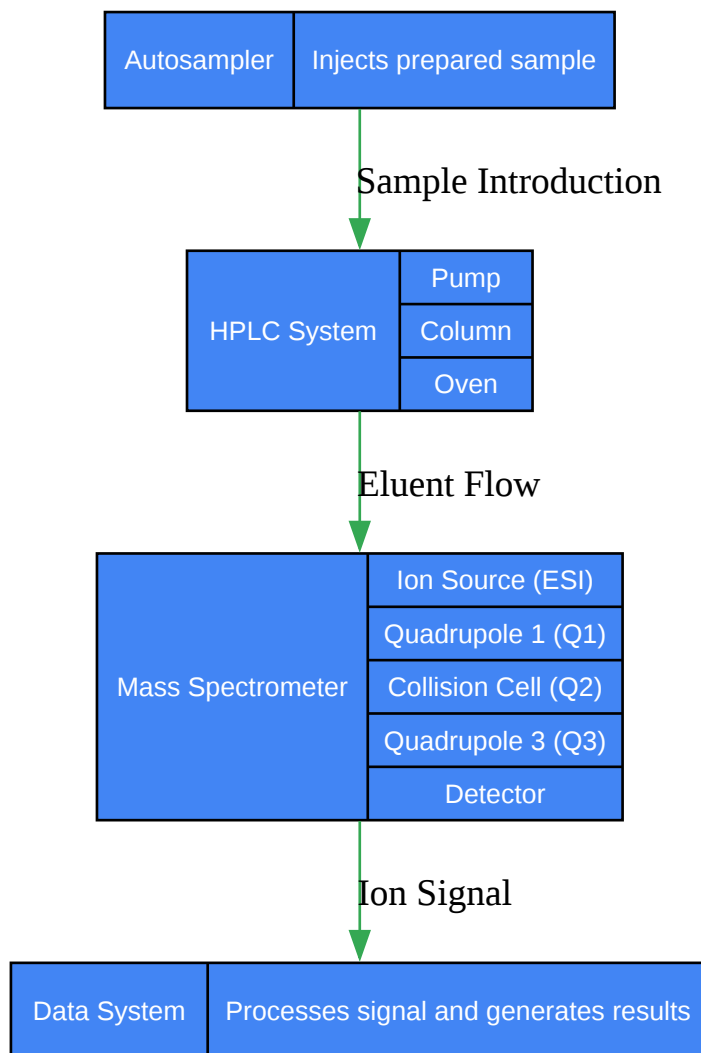 Autosampler
Injects prepared sample
Sample Introduction
HPLC System
Pump
Column
Oven
Eluent Flow
Mass Spectrometer
Ion Source (ESI)
Quadrupole 1 (Q1)
Collision Cell (Q2)
Quadrupole 3 (Q3)
Detector
Ion Signal
Data System
Processes signal and generates results